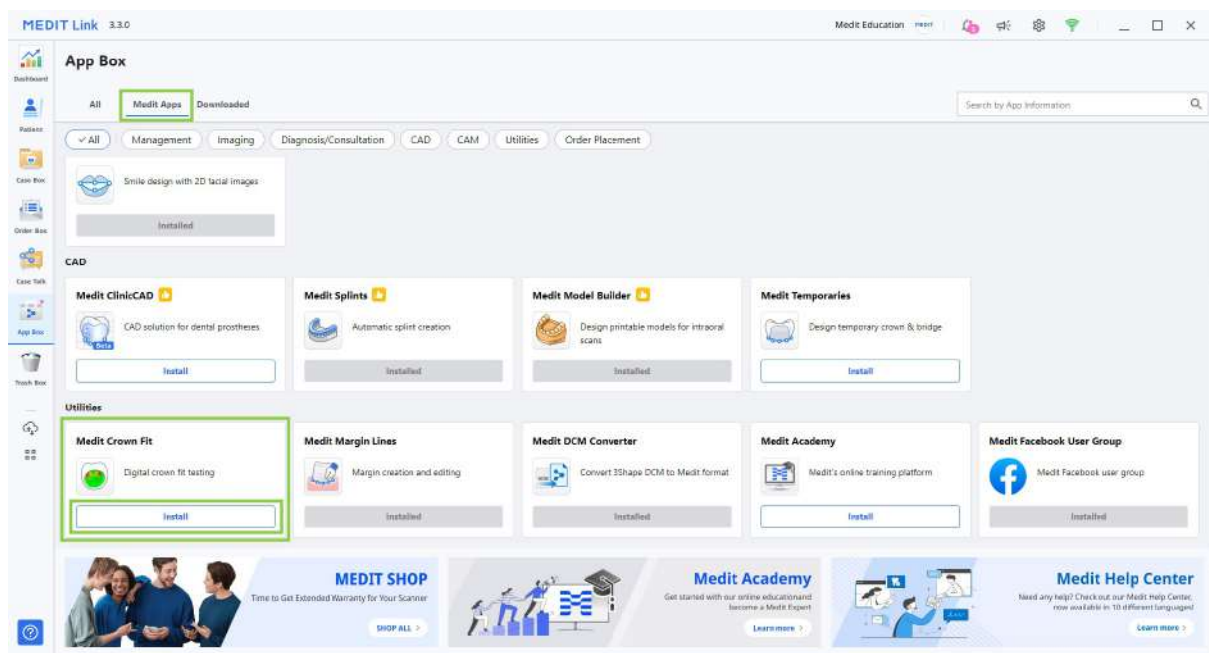 MEDIT Link 3.3.0
Medit Education
App Box
Dashboard
All Medit Apps Downloaded
Search by App Information
Patient
All Management Imaging Diagnosis/Consultation CAD CAM Utilities Order Placement
Case Box
Smile design with 2D facial images
Installed
Order Box
CAD
Case Talk
Medit ClinicCAD Medit Splints Medit Model Builder Medit Temporaries
CAD solution for dental prostheses
Beta
Automatic splint creation
Design printable models for intraoral
scans
Design temporary crown & bridge
App Box
Install Installed Installed Install
Trash Box
Utilities
Medit Crown Fit Medit Margin Lines Medit DCM Converter Medit Academy Medit Facebook User Group
Digital crown fit testing
Margin creation and editing
Convert 3Shape DCM to Medit format
Medit's online training platform
Medit Facebook user group
Install Installed Installed Install Installed
MEDIT SHOP
Time to Get Extended Warranty for Your Scanner
SHOP ALL >
Medit Academy
Get started with our online educationand
become a Medit Expert
Learn more >
Medit Help Center
Need any help? Check out our Medit Help Center,
now available in 10 different languaged
Learn more >